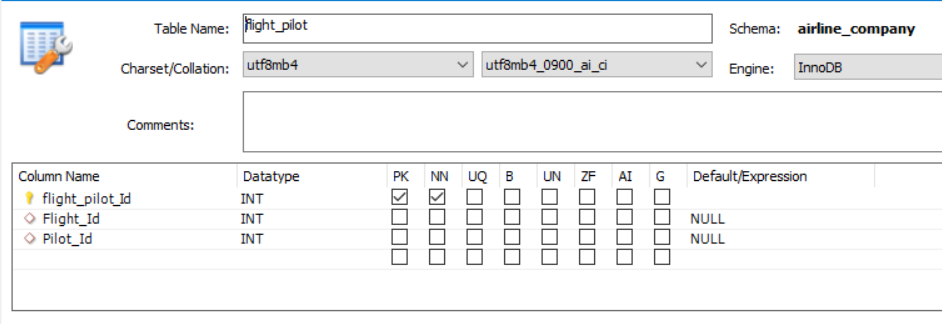 Table Name: flight_pilot Schema: airline_company
Charset/Collation: utf8mb4 utf8mb4_0900_ai_ci Engine: InnoDB
Comments:
Column Name Datatype PK NN UQ B UN ZF AI G Default/Expression
flight_pilot_Id INT
Flight_Id INT NULL
Pilot_Id INT NULL